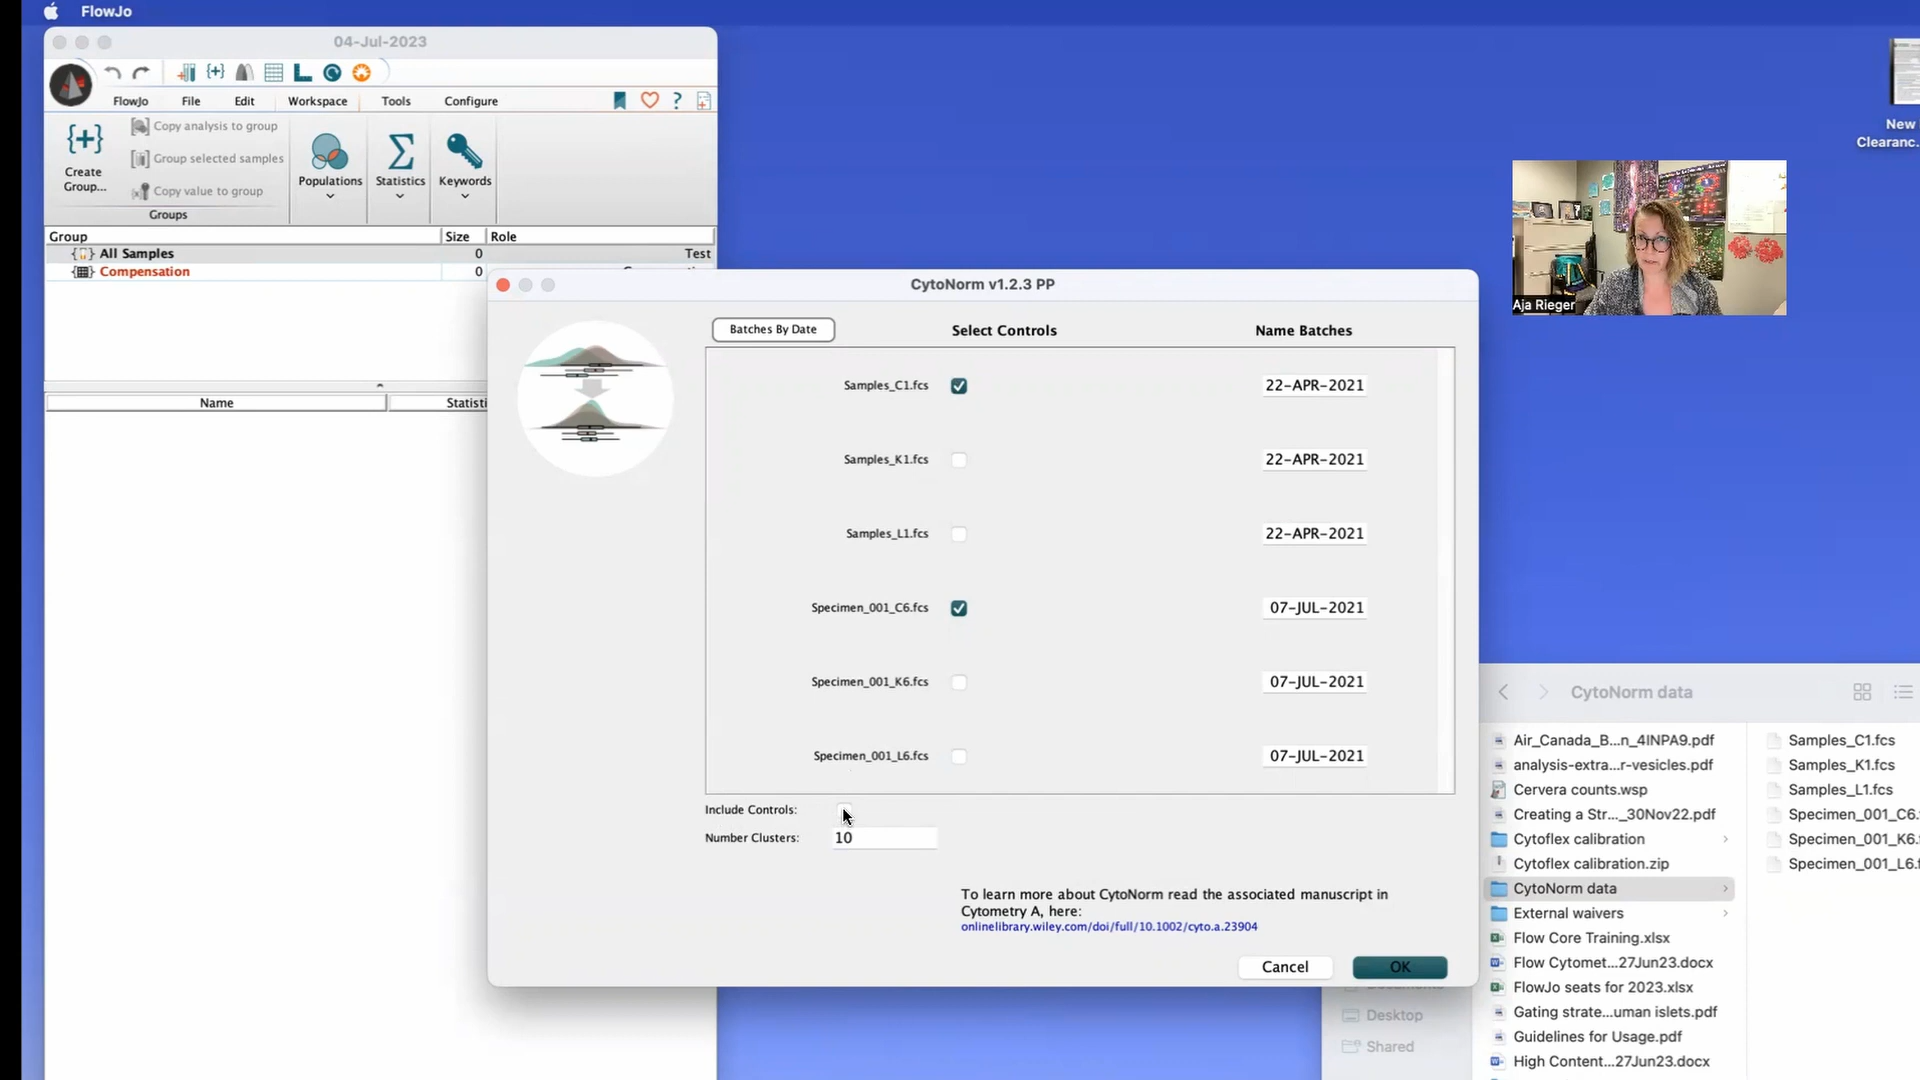 FlowJo
04-Jul-2023
FlowJo File Edit Workspace Tools Configure
?
Create Group...
Copy analysis to group
Group selected samples
Copy value to group
Groups
Populations
Statistics
Keywords
Group Size Role
All Samples 0 Test
Compensation 0
Name
CytoNorm v1.2.3 PP
Batches By Date Select Controls Name Batches
Samples_C1.fcs 22-APR-2021
Samples_K1.fcs 22-APR-2021
Samples_L1.fcs 22-APR-2021
Specimen_001_C6.fcs 07-JUL-2021
Specimen_001_K6.fcs 07-JUL-2021
Specimen_001_L6.fcs 07-JUL-2021
Include Controls:
Number Clusters: 10
To learn more about CytoNorm read the associated manuscript in
Cytometry A, here:
onlinelibrary.wiley.com/doi/full/10.1002/cyto.a.23904
Cancel OK
New
Clearanc...
Aja Rieger
CytoNorm data
Air_Canada_B...n_4INPA9.pdf
analysis-extra...r-vesicles.pdf
Cervera counts.wsp
Creating a Str..._30Nov22.pdf
Cytoflex calibration
Cytoflex calibration.zip
CytoNorm data
External waivers
Flow Core Training.xlsx
Flow Cytomet...27Jun23.docx
FlowJo seats for 2023.xlsx
Gating strate...uman islets.pdf
Guidelines for Usage.pdf
High Content...27Jun23.docx
Samples_C1.fcs
Samples_K1.fcs
Samples_L1.fcs
Specimen_001_C6.
Specimen_001_K6.
Specimen_001_L6.f
Desktop
Shared